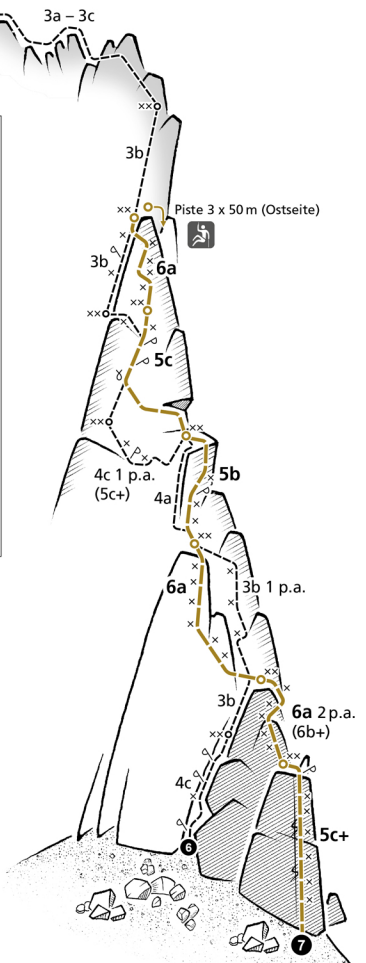 3a – 3c
3b
Piste 3 x 50 m (Ostseite)
3b
6a
5c
4c 1 p.a.
(5c+)
5b
4a
6a
3b 1 p.a.
3b
6a 2 p.a.
(6b+)
4c
5c+
6
7